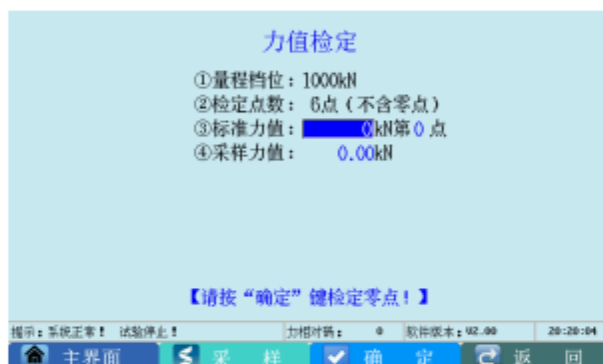 力值检定
①量程档位：1000kN
②检定点数： 6点（不含零点）
③标准力值： 0kN第0点
④采样力值： 0.00kN
【请按“确定”键检定零点！】
提示：系统正常！ 试验停止！ 力相对码： 0 软件版本：V2.00 20:20:04
主界面 采 样 确 定 返 回